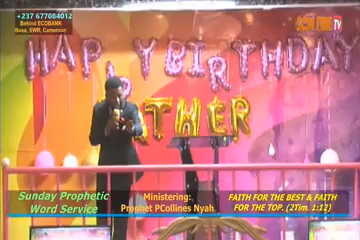 +237 677084012
Behind ECOBANK
Buea, SWR, Cameroon
TV
HAPPY BIRTHDAY
FATHER
Sunday Prophetic
Word Service
Ministering:
Prophet PCollines Nyah
FAITH FOR THE BEST & FAITH
FOR THE TOP. (2Tim. 1:12)